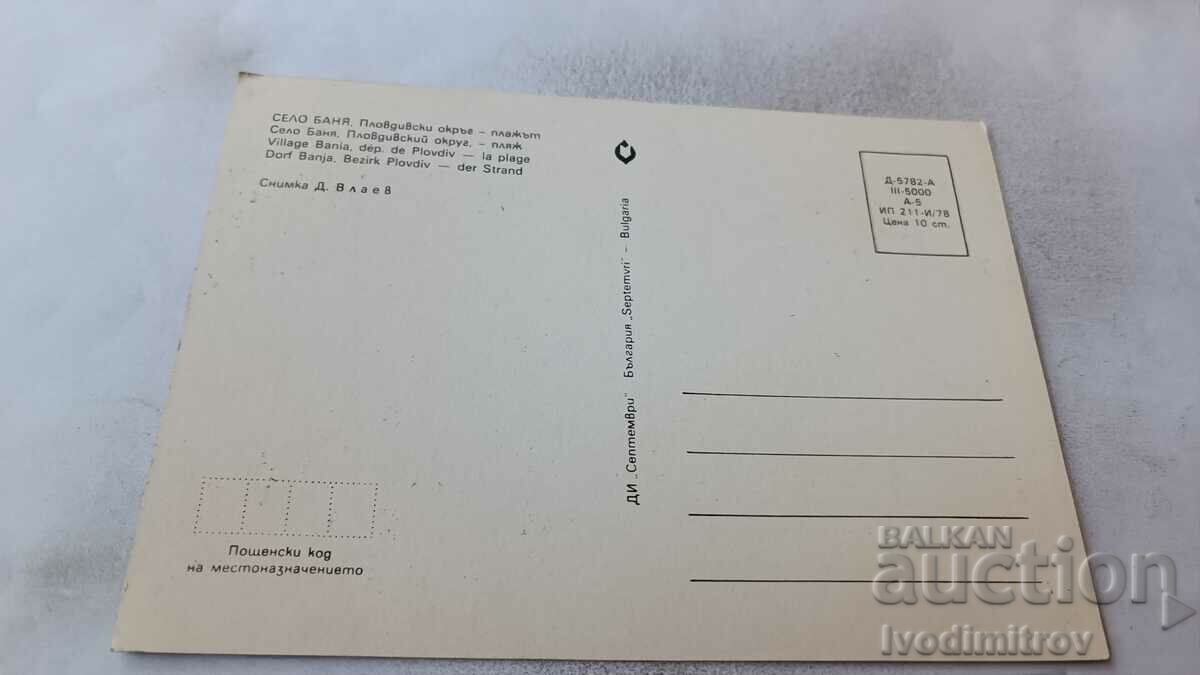 СЕЛО БАНЯ, Пловдивски окръг – плажът
Село Баня, Пловдивский округ, – пляж
Village Bania, dép. de Plovdiv — la plage
Dorf Banja, Bezirk Plovdiv — der Strand
Снимка Д. Влаев
ДИ „Септември" България „Septemvri" – Bulgaria
Д-5782-А
III-5000
А-5
ИП 211-И/78
Цена 10 ст.
Пощенски код
на местоназначението
BALKAN
auction
Ivodimitrov